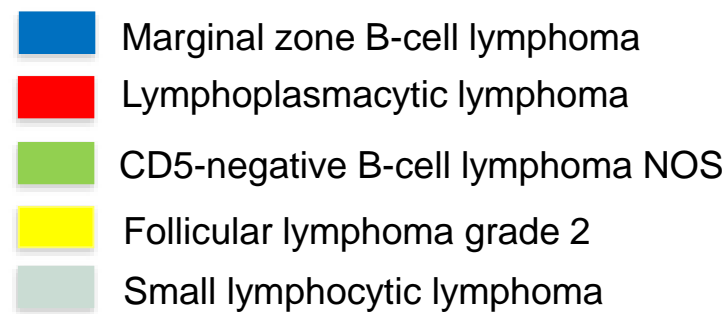 Marginal zone B-cell lymphoma
Lymphoplasmacytic lymphoma
CD5-negative B-cell lymphoma NOS
Follicular lymphoma grade 2
Small lymphocytic lymphoma